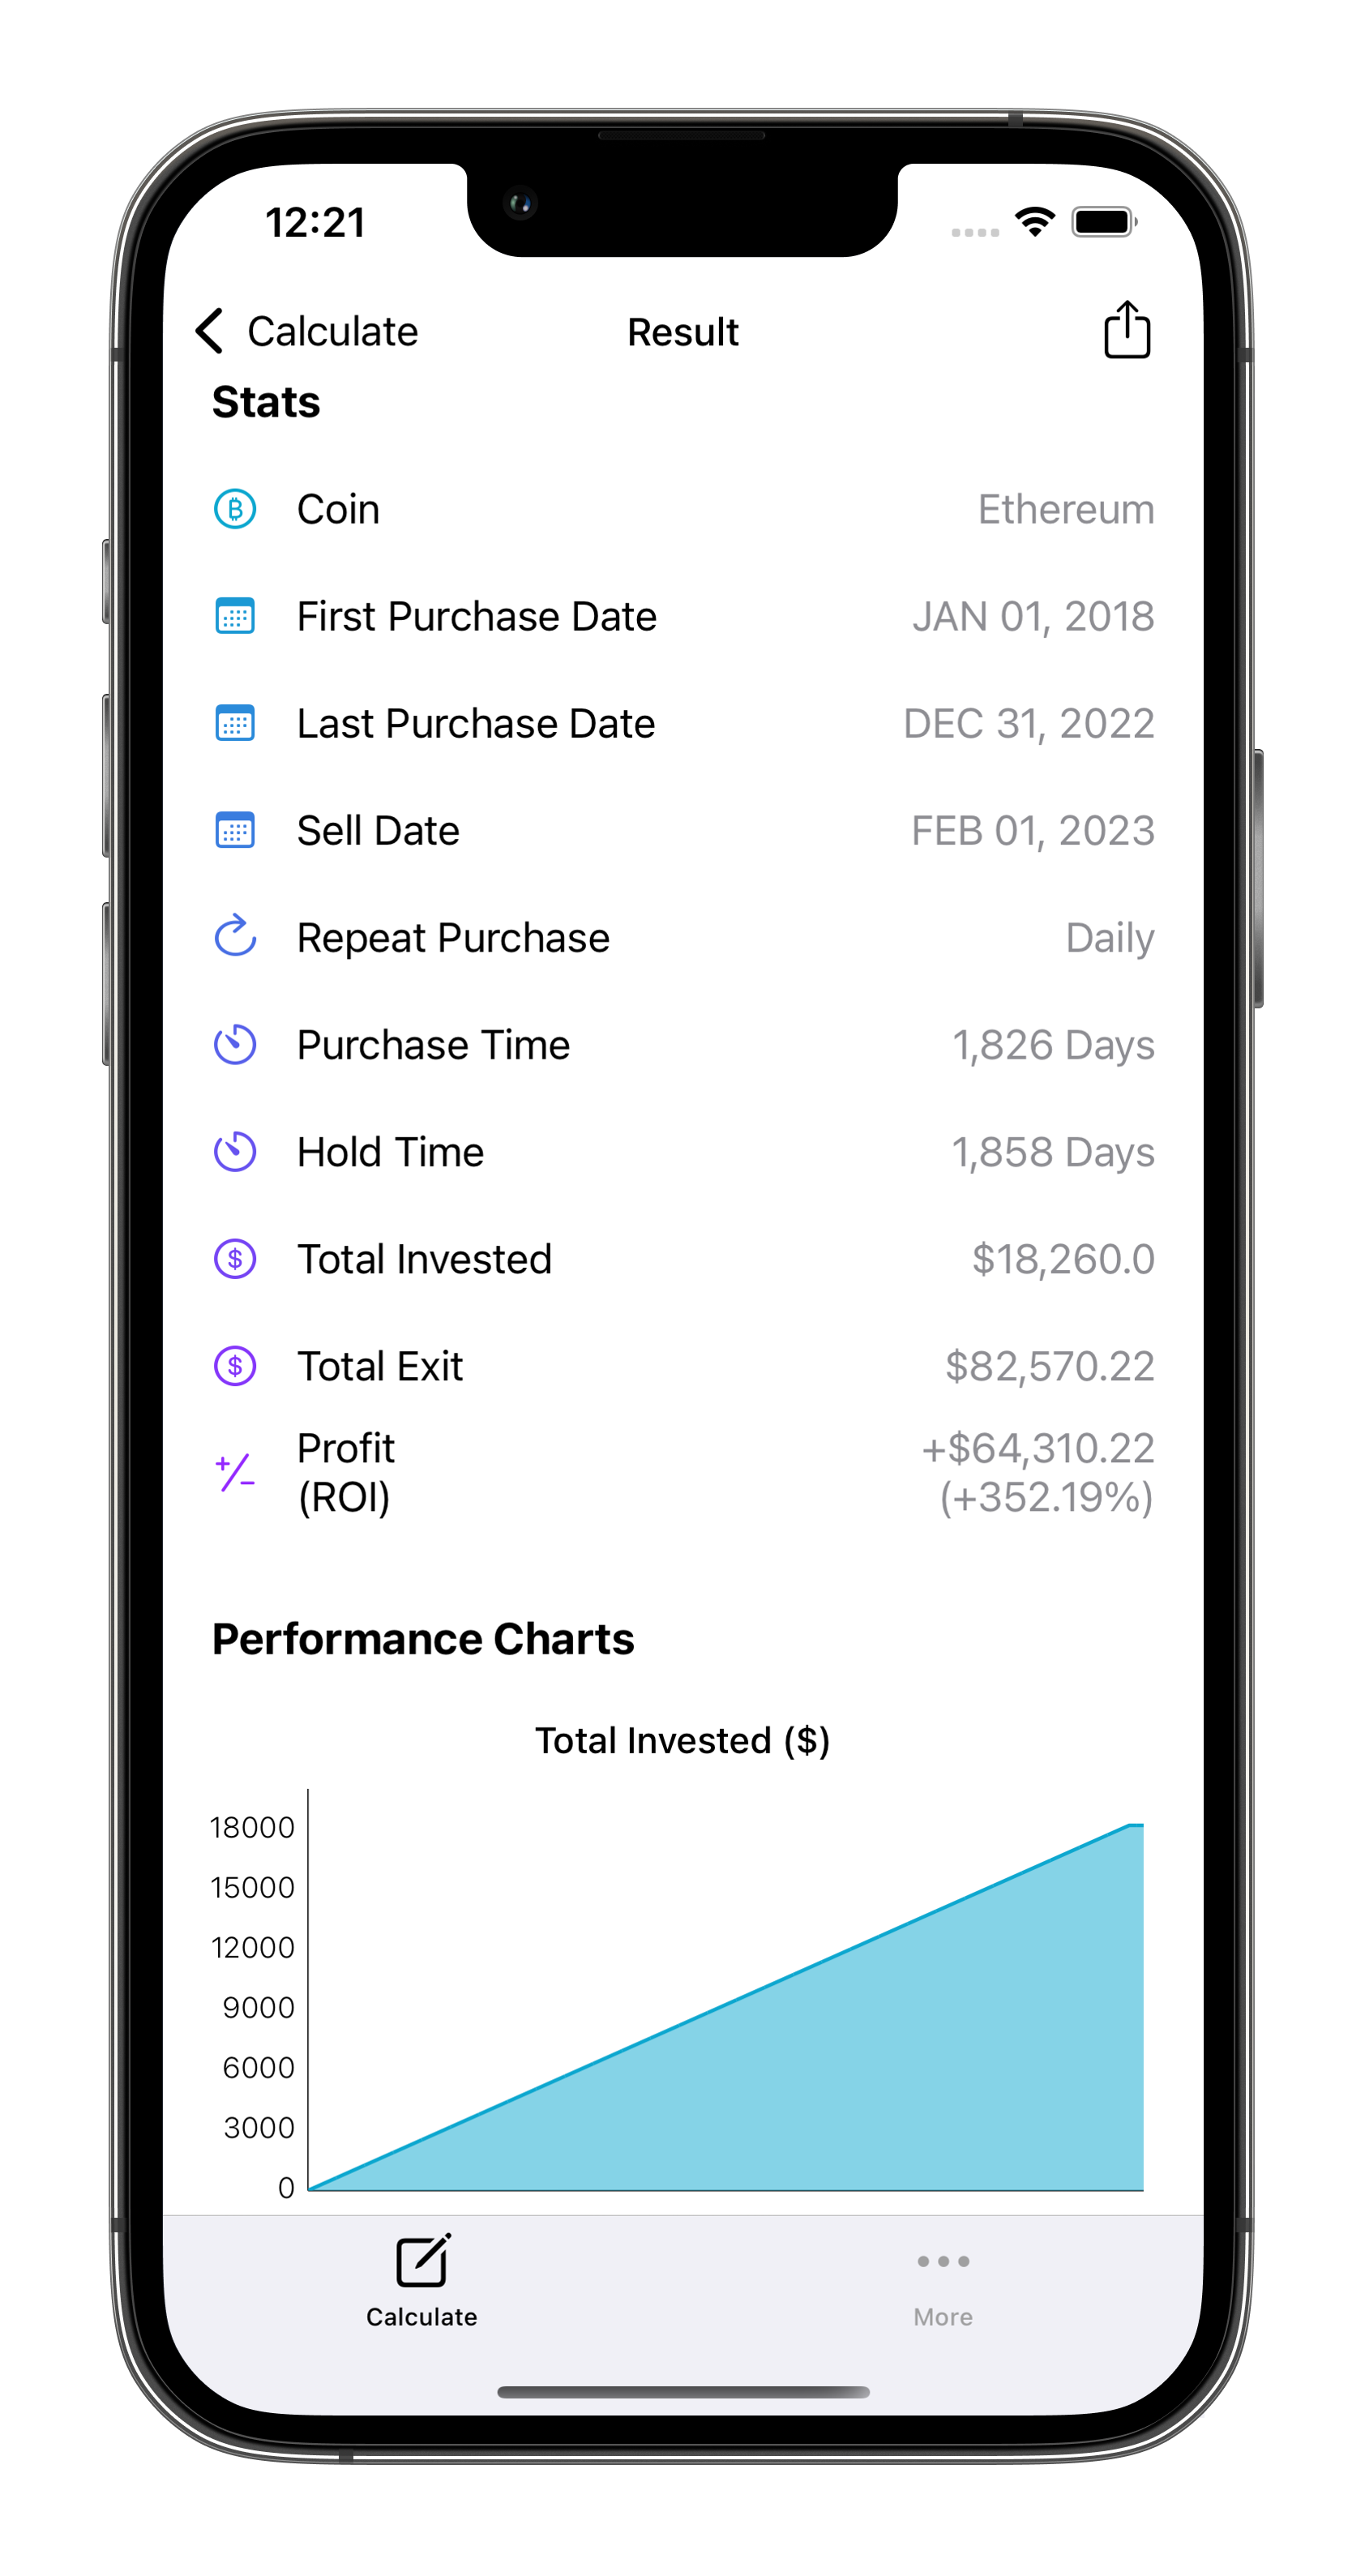 12:21
Calculate
Result
Stats
Coin
Ethereum
First Purchase Date
JAN 01, 2018
Last Purchase Date
DEC 31, 2022
Sell Date
FEB 01, 2023
Repeat Purchase
Daily
Purchase Time
1,826 Days
Hold Time
1,858 Days
Total Invested
$18,260.0
Total Exit
$82,570.22
Profit
(ROI)
+$64,310.22
(+352.19%)
Performance Charts
Total Invested ($)
18000
15000
12000
9000
6000
3000
0
Calculate
More